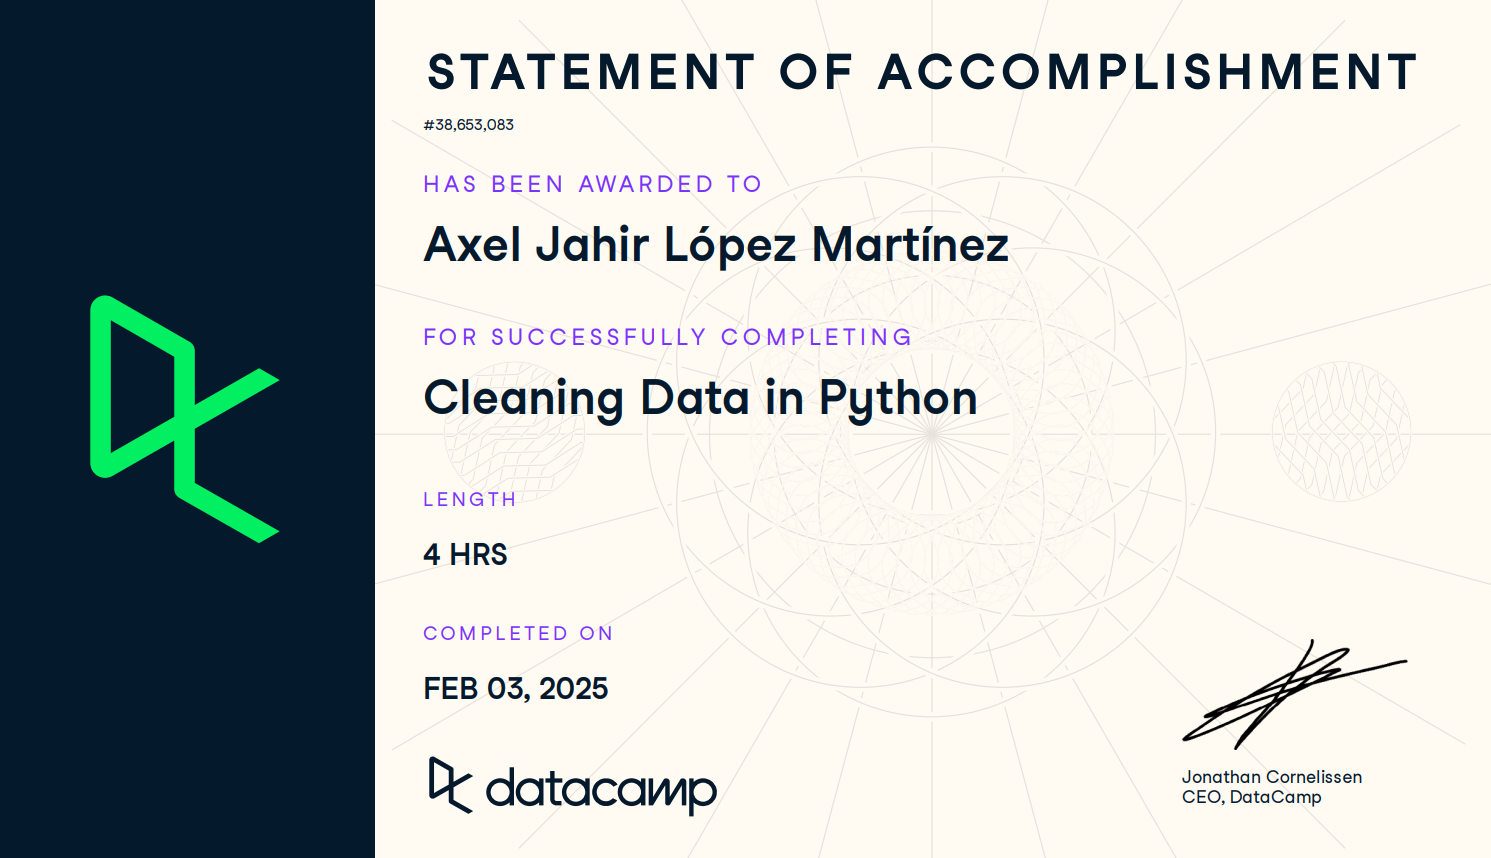 STATEMENT OF ACCOMPLISHMENT
#38,653,083
HAS BEEN AWARDED TO
Axel Jahir López Martínez
FOR SUCCESSFULLY COMPLETING
Cleaning Data in Python
LENGTH
4 HRS
COMPLETED ON
FEB 03, 2025
datacamp
Jonathan Cornelissen
CEO, DataCamp